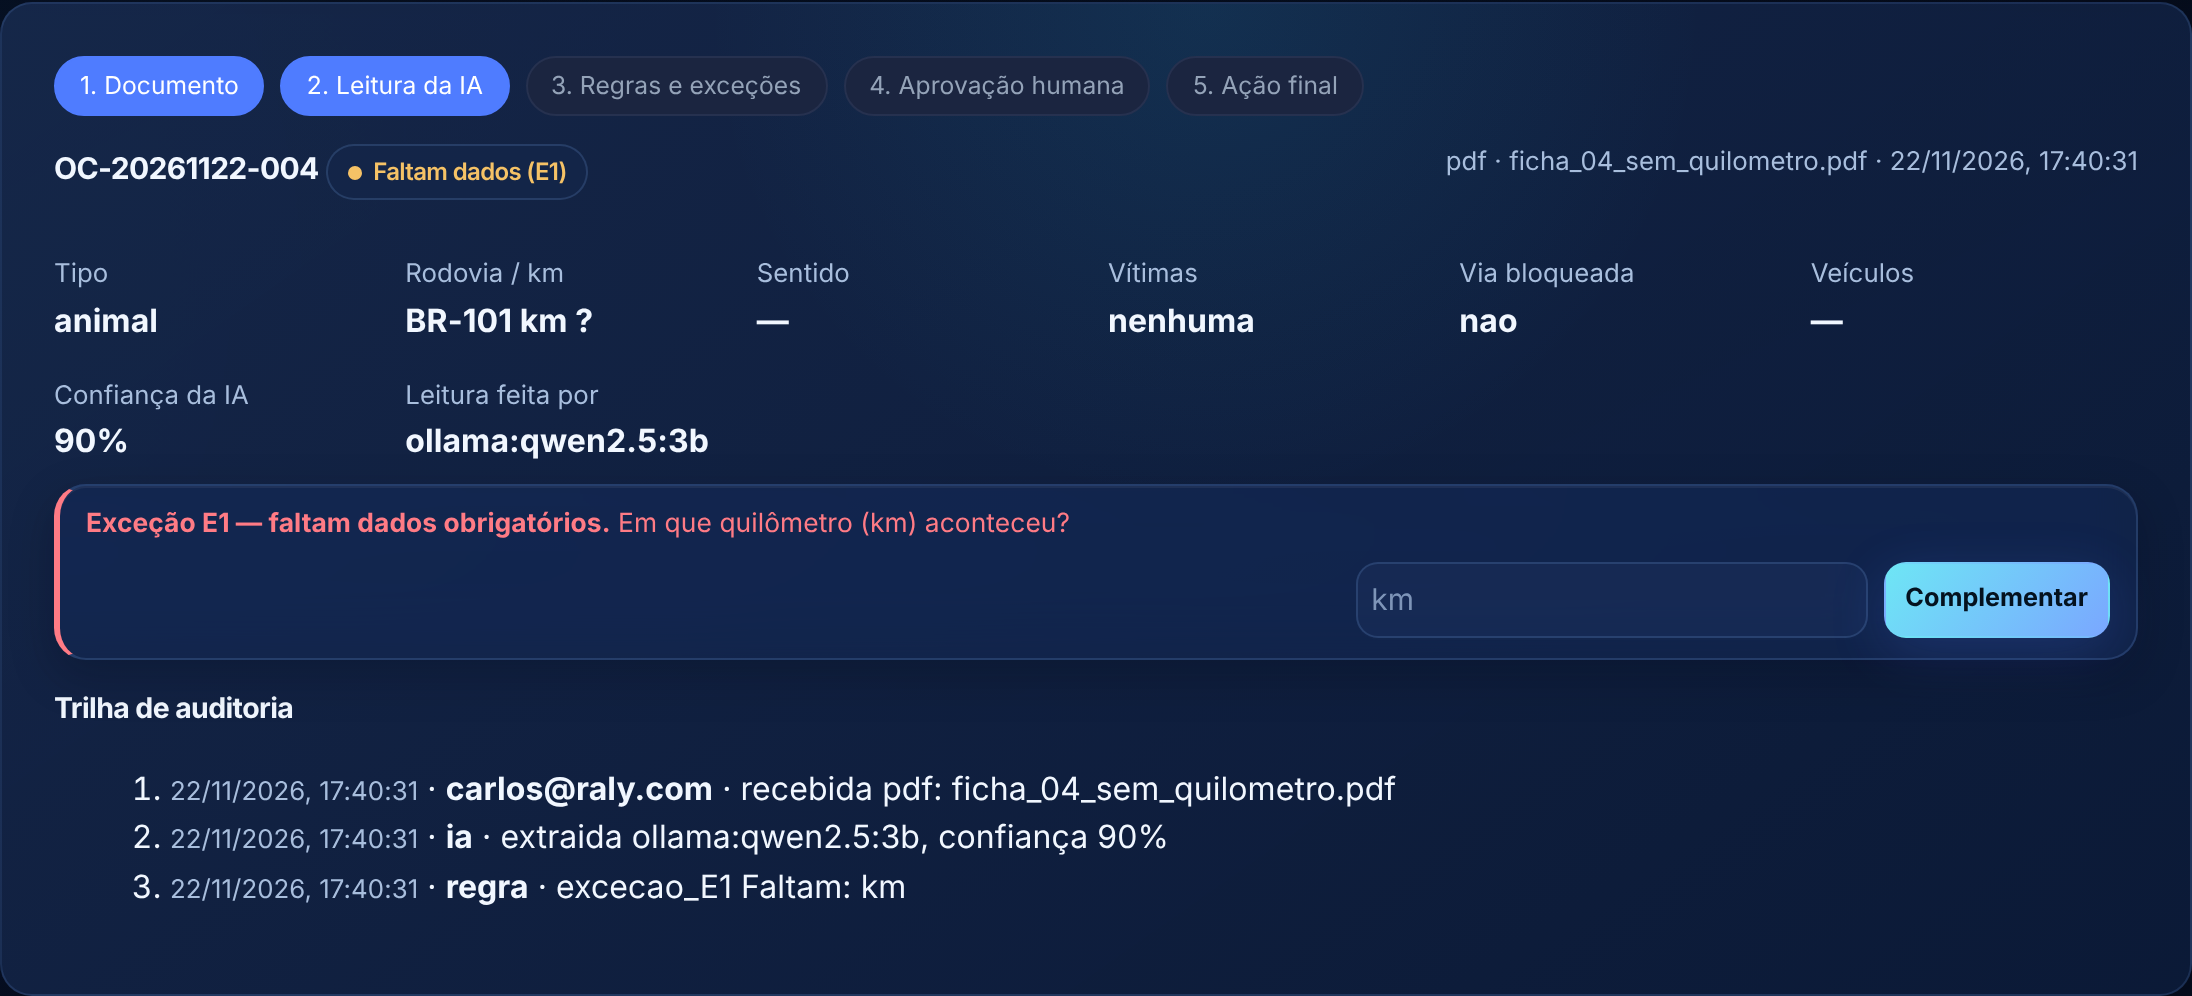 1. Documento 2. Leitura da IA 3. Regras e exceções 4. Aprovação humana 5. Ação final
OC-20261122-004 Faltam dados (E1) pdf · ficha_04_sem_quilometro.pdf · 22/11/2026, 17:40:31
Tipo Rodovia / km Sentido Vítimas Via bloqueada Veículos
animal BR-101 km ? — nenhuma nao —
Confiança da IA Leitura feita por
90% ollama:qwen2.5:3b
Exceção E1 — faltam dados obrigatórios. Em que quilômetro (km) aconteceu?
km Complementar
Trilha de auditoria
1. 22/11/2026, 17:40:31 · carlos@raly.com · recebida pdf: ficha_04_sem_quilometro.pdf
2. 22/11/2026, 17:40:31 · ia · extraida ollama:qwen2.5:3b, confiança 90%
3. 22/11/2026, 17:40:31 · regra · excecao_E1 Faltam: km